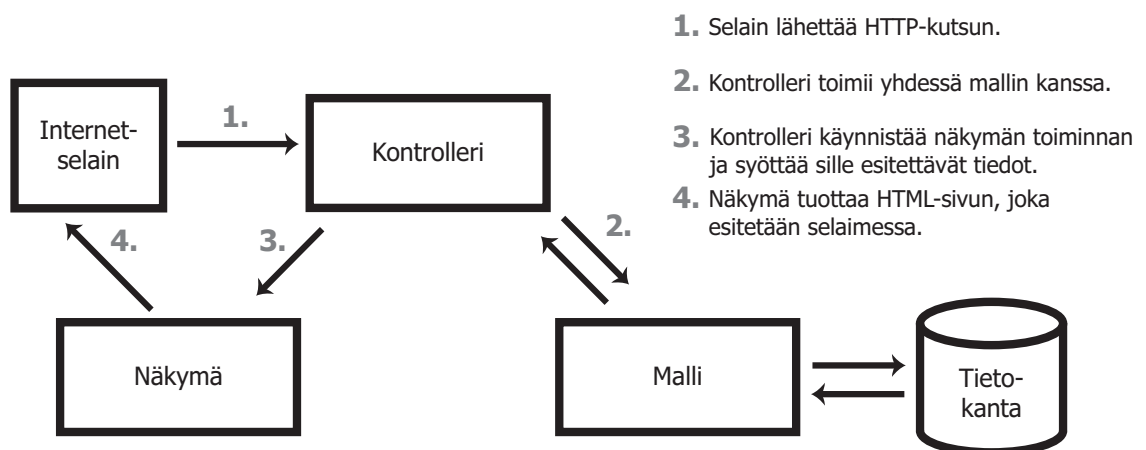 1. Selain lähettää HTTP-kutsun.
2. Kontrolleri toimii yhdessä mallin kanssa.
3. Kontrolleri käynnistää näkymän toiminnan
ja syöttää sille esitettävät tiedot.
4. Näkymä tuottaa HTML-sivun, joka
esitetään selaimessa.
Internet-
selain
1.
Kontrolleri
4.
3.
2.
Näkymä
Malli
Tieto-
kanta